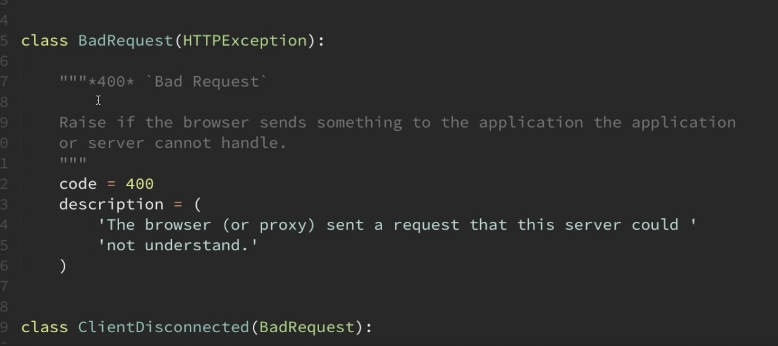 4
5 class BadRequest(HTTPException):
6
7 """*400* `Bad Request`
8
9 Raise if the browser sends something to the application the application
0 or server cannot handle.
1 """
2 code = 400
3 description = (
4 'The browser (or proxy) sent a request that this server could '
5 'not understand.'
6 )
7
8
9 class ClientDisconnected(BadRequest):